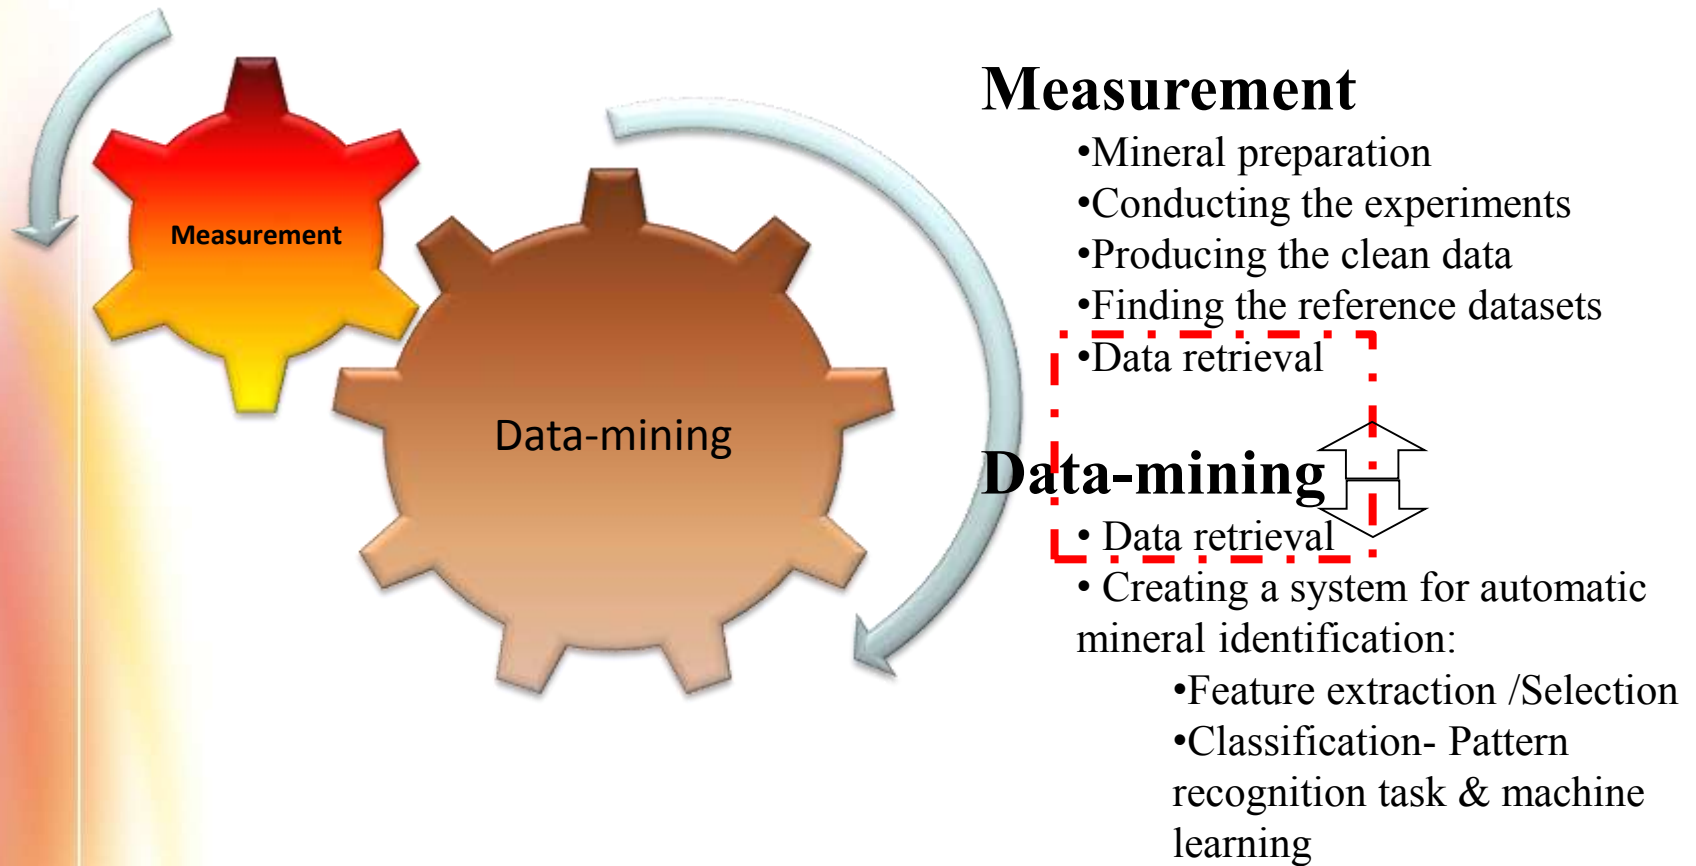 Measurement
Data-mining
Measurement
•Mineral preparation
•Conducting the experiments
•Producing the clean data
•Finding the reference datasets
•Data retrieval
Data-mining
• Data retrieval
• Creating a system for automatic
mineral identification:
•Feature extraction /Selection
•Classification- Pattern
recognition task & machine
learning